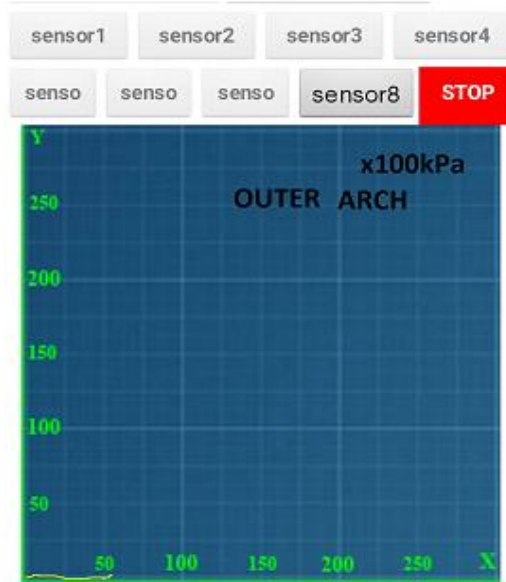 sensor1 sensor2 sensor3 sensor4
senso senso senso sensor8 STOP
Y
x100kPa
250 OUTER ARCH
200
150
100
50
50 100 150 200 250 X